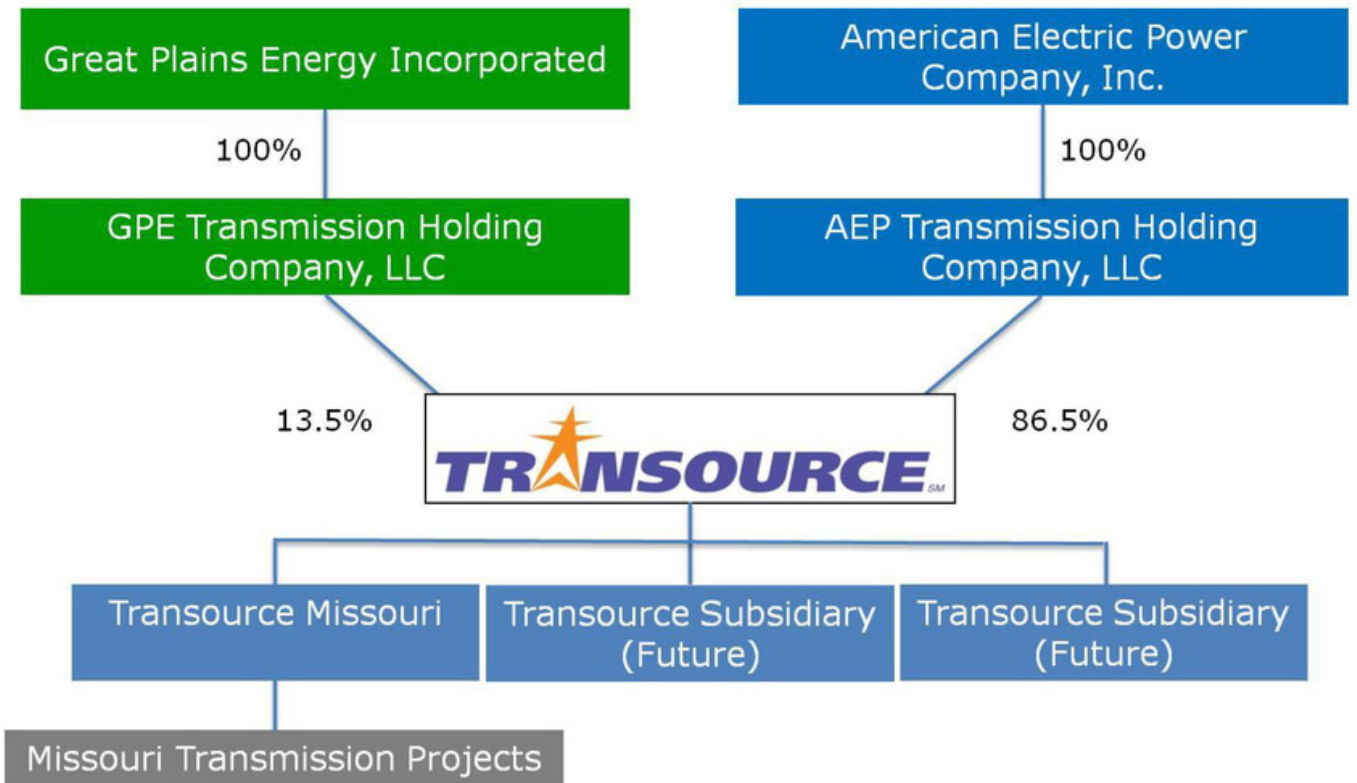 Great Plains Energy Incorporated
American Electric Power
Company, Inc.
100%
100%
GPE Transmission Holding
Company, LLC
AEP Transmission Holding
Company, LLC
13.5%
86.5%
TRANSOURCE SM
Transource Missouri
Transource Subsidiary
(Future)
Transource Subsidiary
(Future)
Missouri Transmission Projects